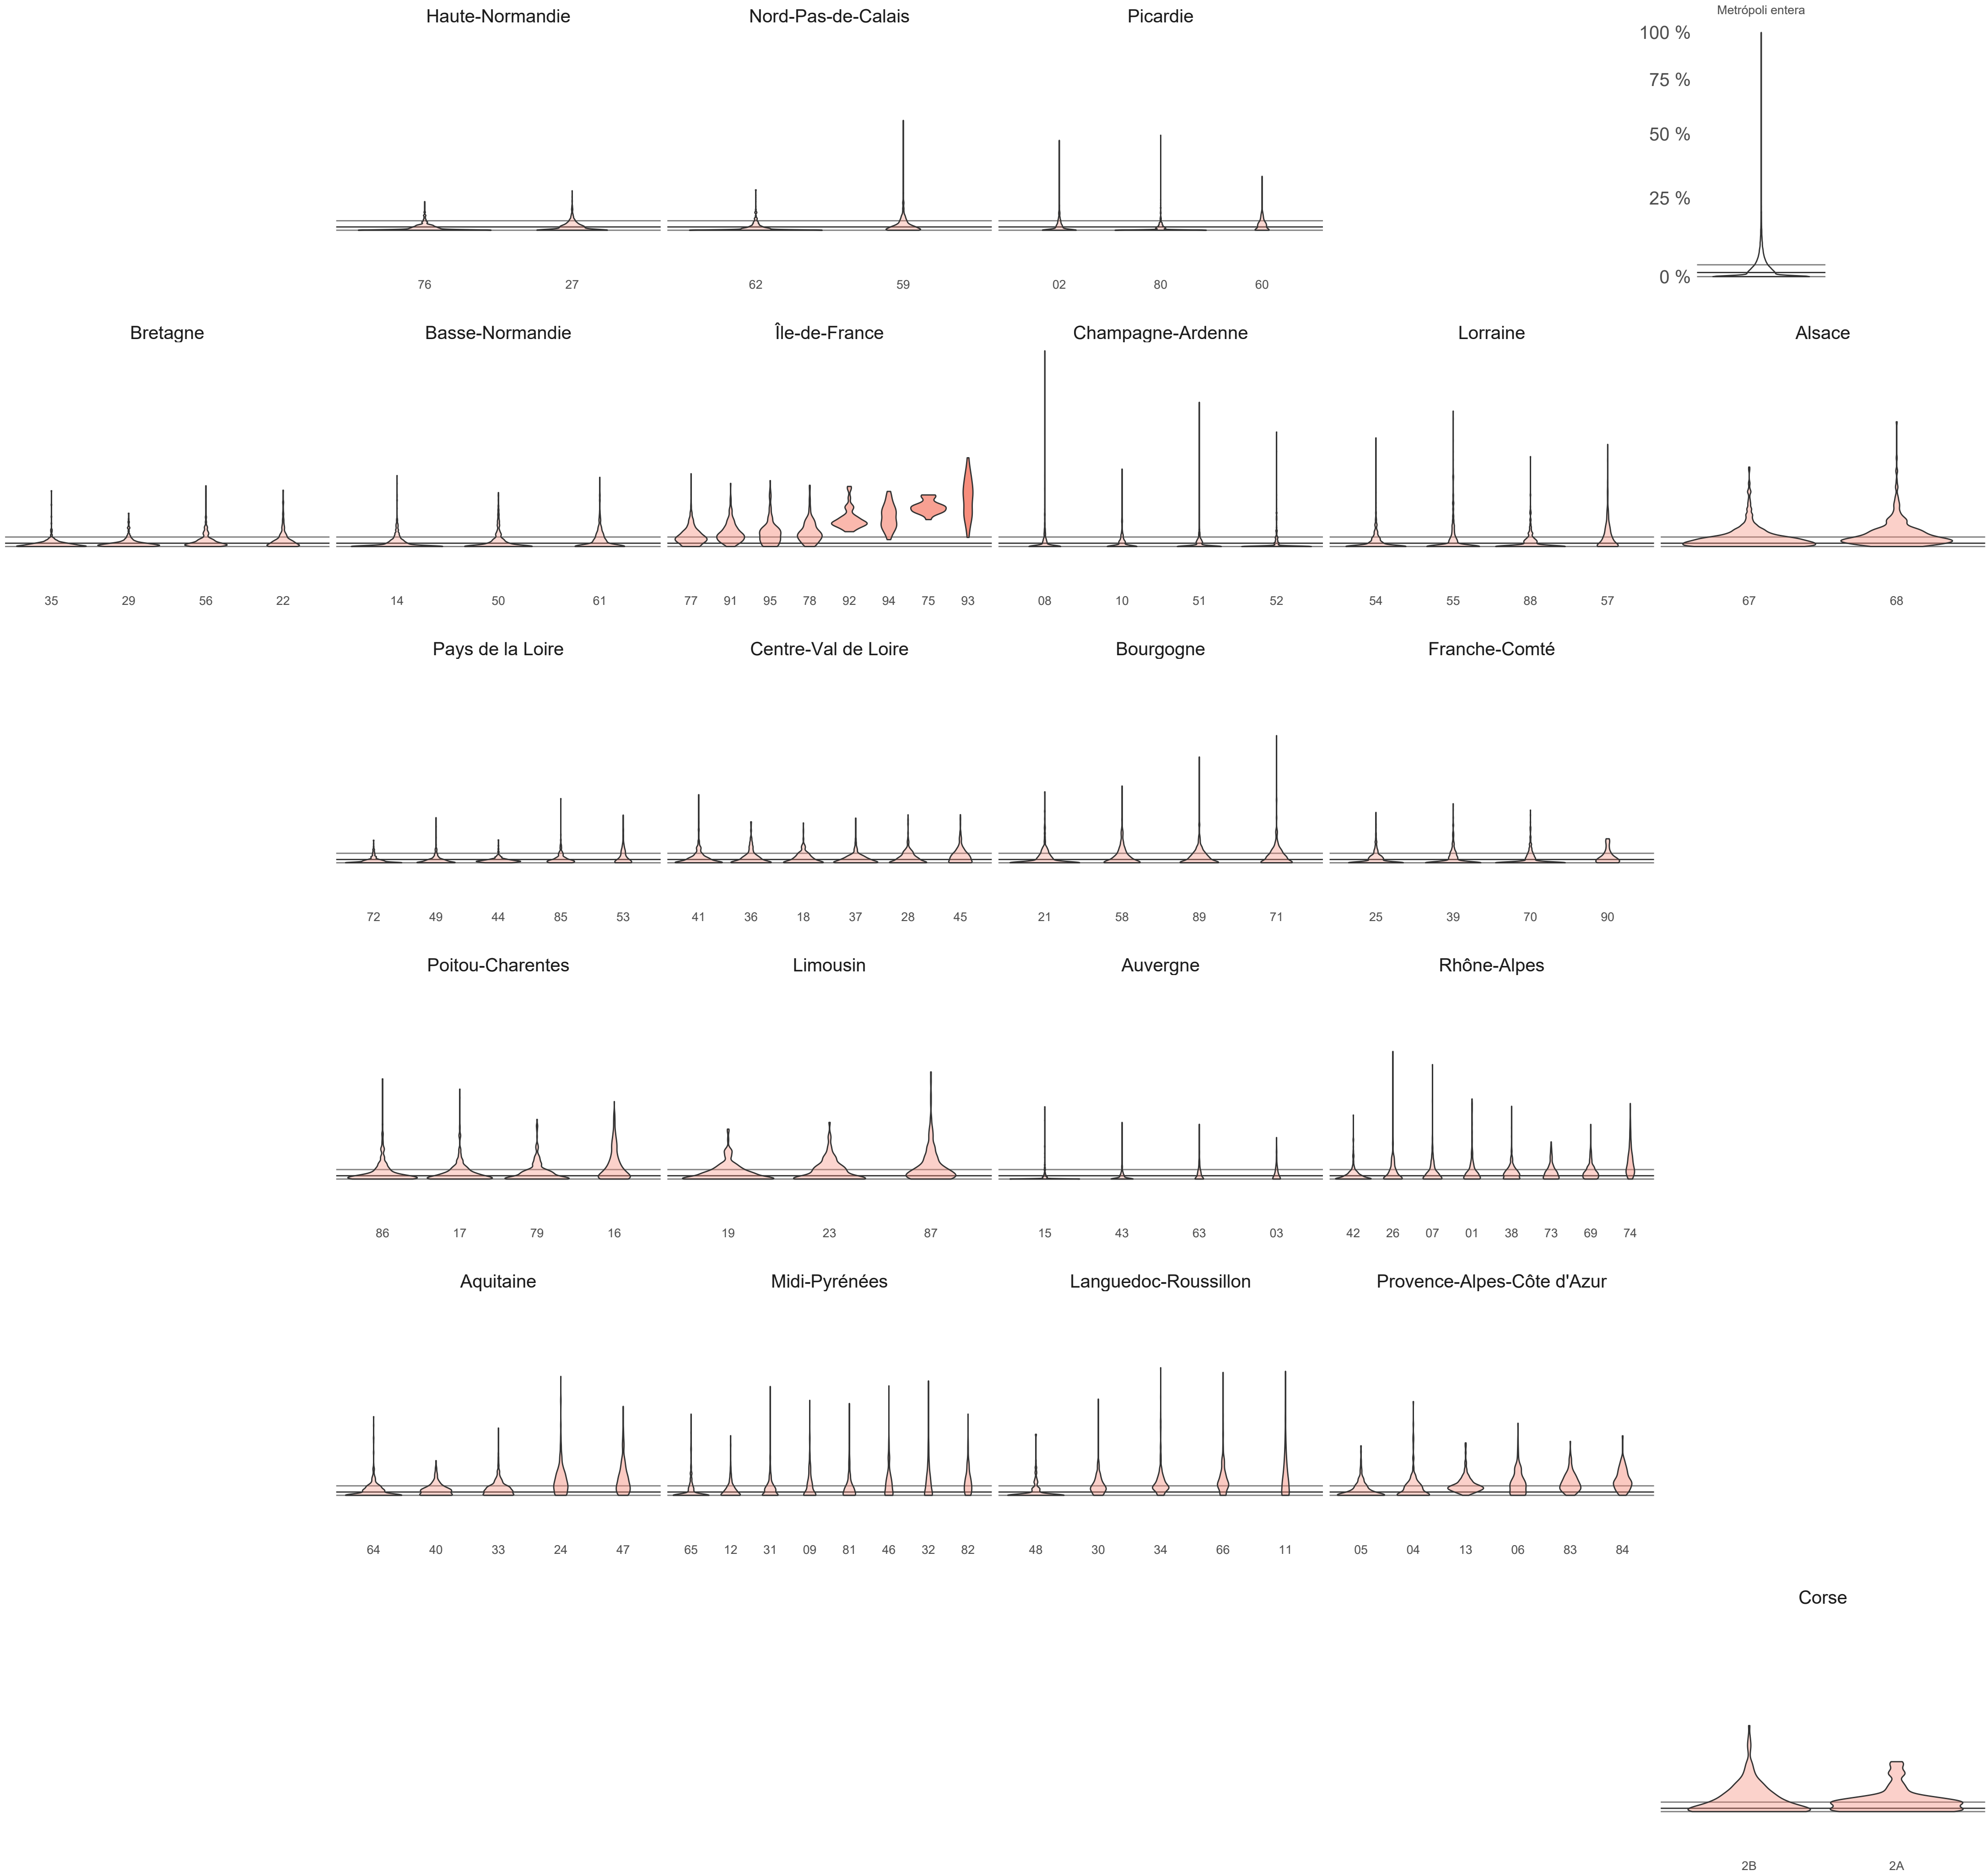 Haute-Normandie
Nord-Pas-de-Calais
Picardie
Metrópoli entera
100 %
75 %
50 %
25 %
0 %
76 27
62 59
02 80 60
Bretagne
Basse-Normandie
Île-de-France
Champagne-Ardenne
Lorraine
Alsace
35 29 56 22
14 50 61
77 91 95 78 92 94 75 93
08 10 51 52
54 55 88 57
67 68
Pays de la Loire
Centre-Val de Loire
Bourgogne
Franche-Comté
72 49 44 85 53
41 36 18 37 28 45
21 58 89 71
25 39 70 90
Poitou-Charentes
Limousin
Auvergne
Rhône-Alpes
86 17 79 16
19 23 87
15 43 63 03
42 26 07 01 38 73 69 74
Aquitaine
Midi-Pyrénées
Languedoc-Roussillon
Provence-Alpes-Côte d'Azur
64 40 33 24 47
65 12 31 09 81 46 32 82
48 30 34 66 11
05 04 13 06 83 84
Corse
2B 2A